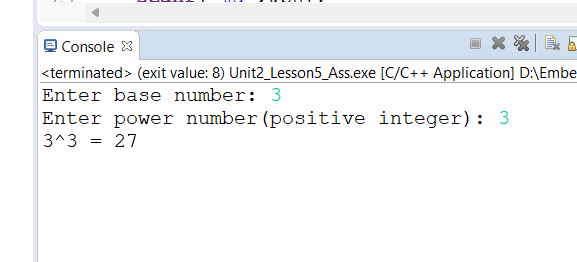 Console
<terminated> (exit value: 8) Unit2_Lesson5_Ass.exe [C/C++ Application] D:\Embe
Enter base number: 3
Enter power number(positive integer): 3
3^3 = 27